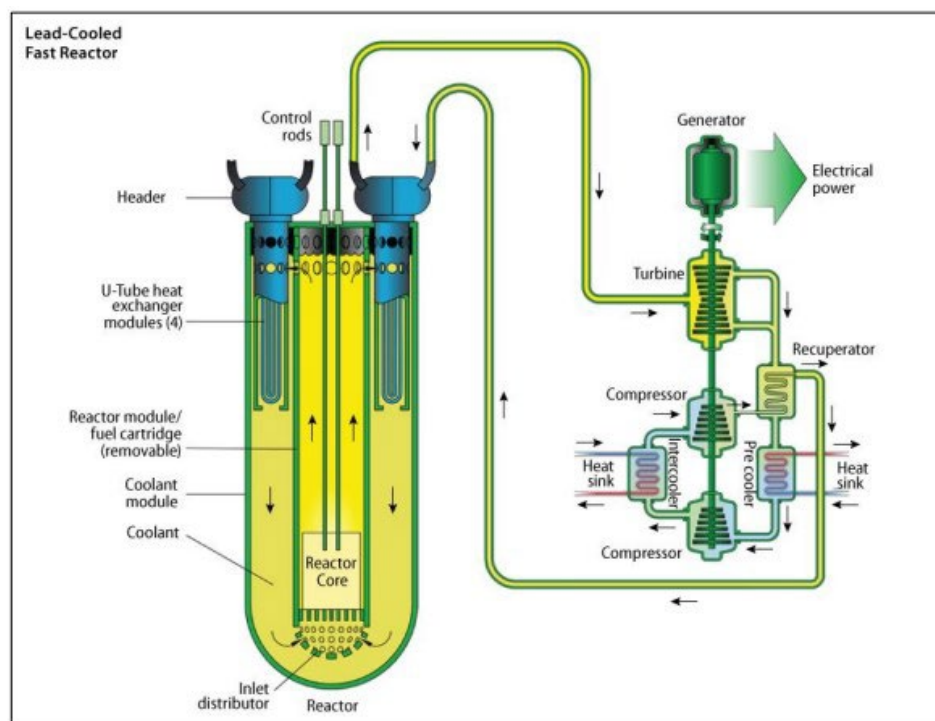 Lead-Cooled
Fast Reactor
Control
rods
Header
U-Tube heat
exchanger
modules (4)
Reactor module/
fuel cartridge
(removable)
Coolant
module
Coolant
Reactor
Core
Inlet
distributor
Reactor
Generator
Electrical
power
Turbine
Recuperator
Compressor
Heat
sink
Intercooler
Pre cooler
Heat
sink
Compressor